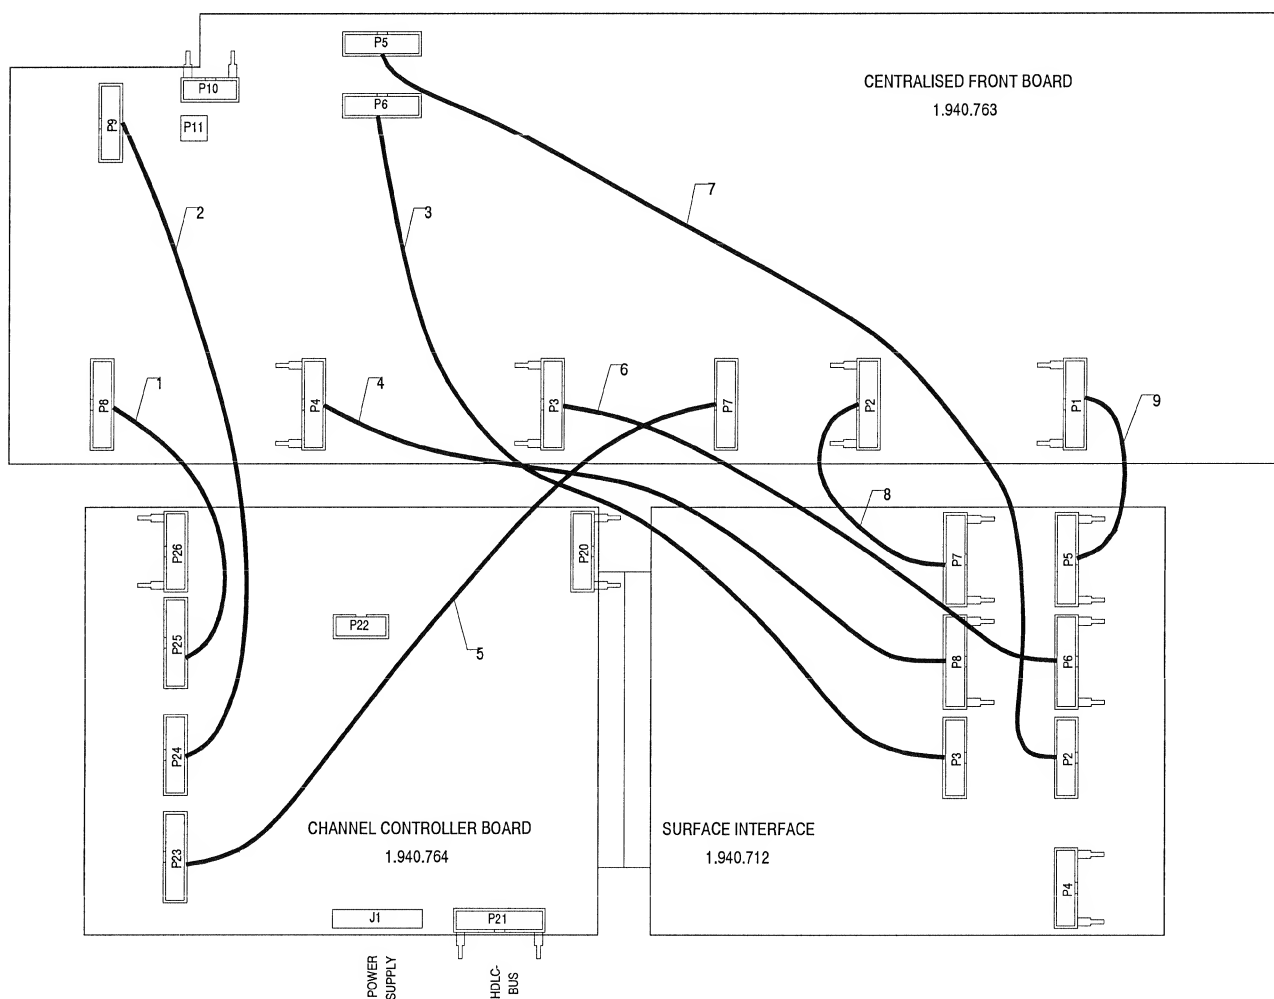 P5
CENTRALISED FRONT BOARD
1.940.763
P10
P6
P9
P11
7
2
3
1
4
6
9
P8
P4
P3
P7
P2
P1
8
P26
P20
P7
P5
P22
5
P25
P8
P6
P24
P3
P2
CHANNEL CONTROLLER BOARD
1.940.764
SURFACE INTERFACE
1.940.712
P23
P4
J1
P21
POWER
SUPPLY
HDLC-
BUS